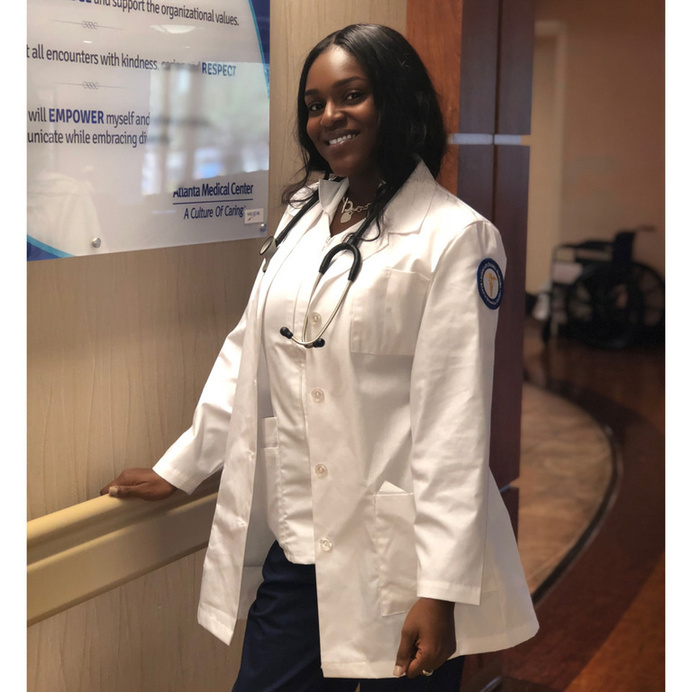 and support the organizational values.
all encounters with kindness, caring and RESPECT
will EMPOWER myself and
unicate while embracing di
Atlanta Medical Center
A Culture Of Caring